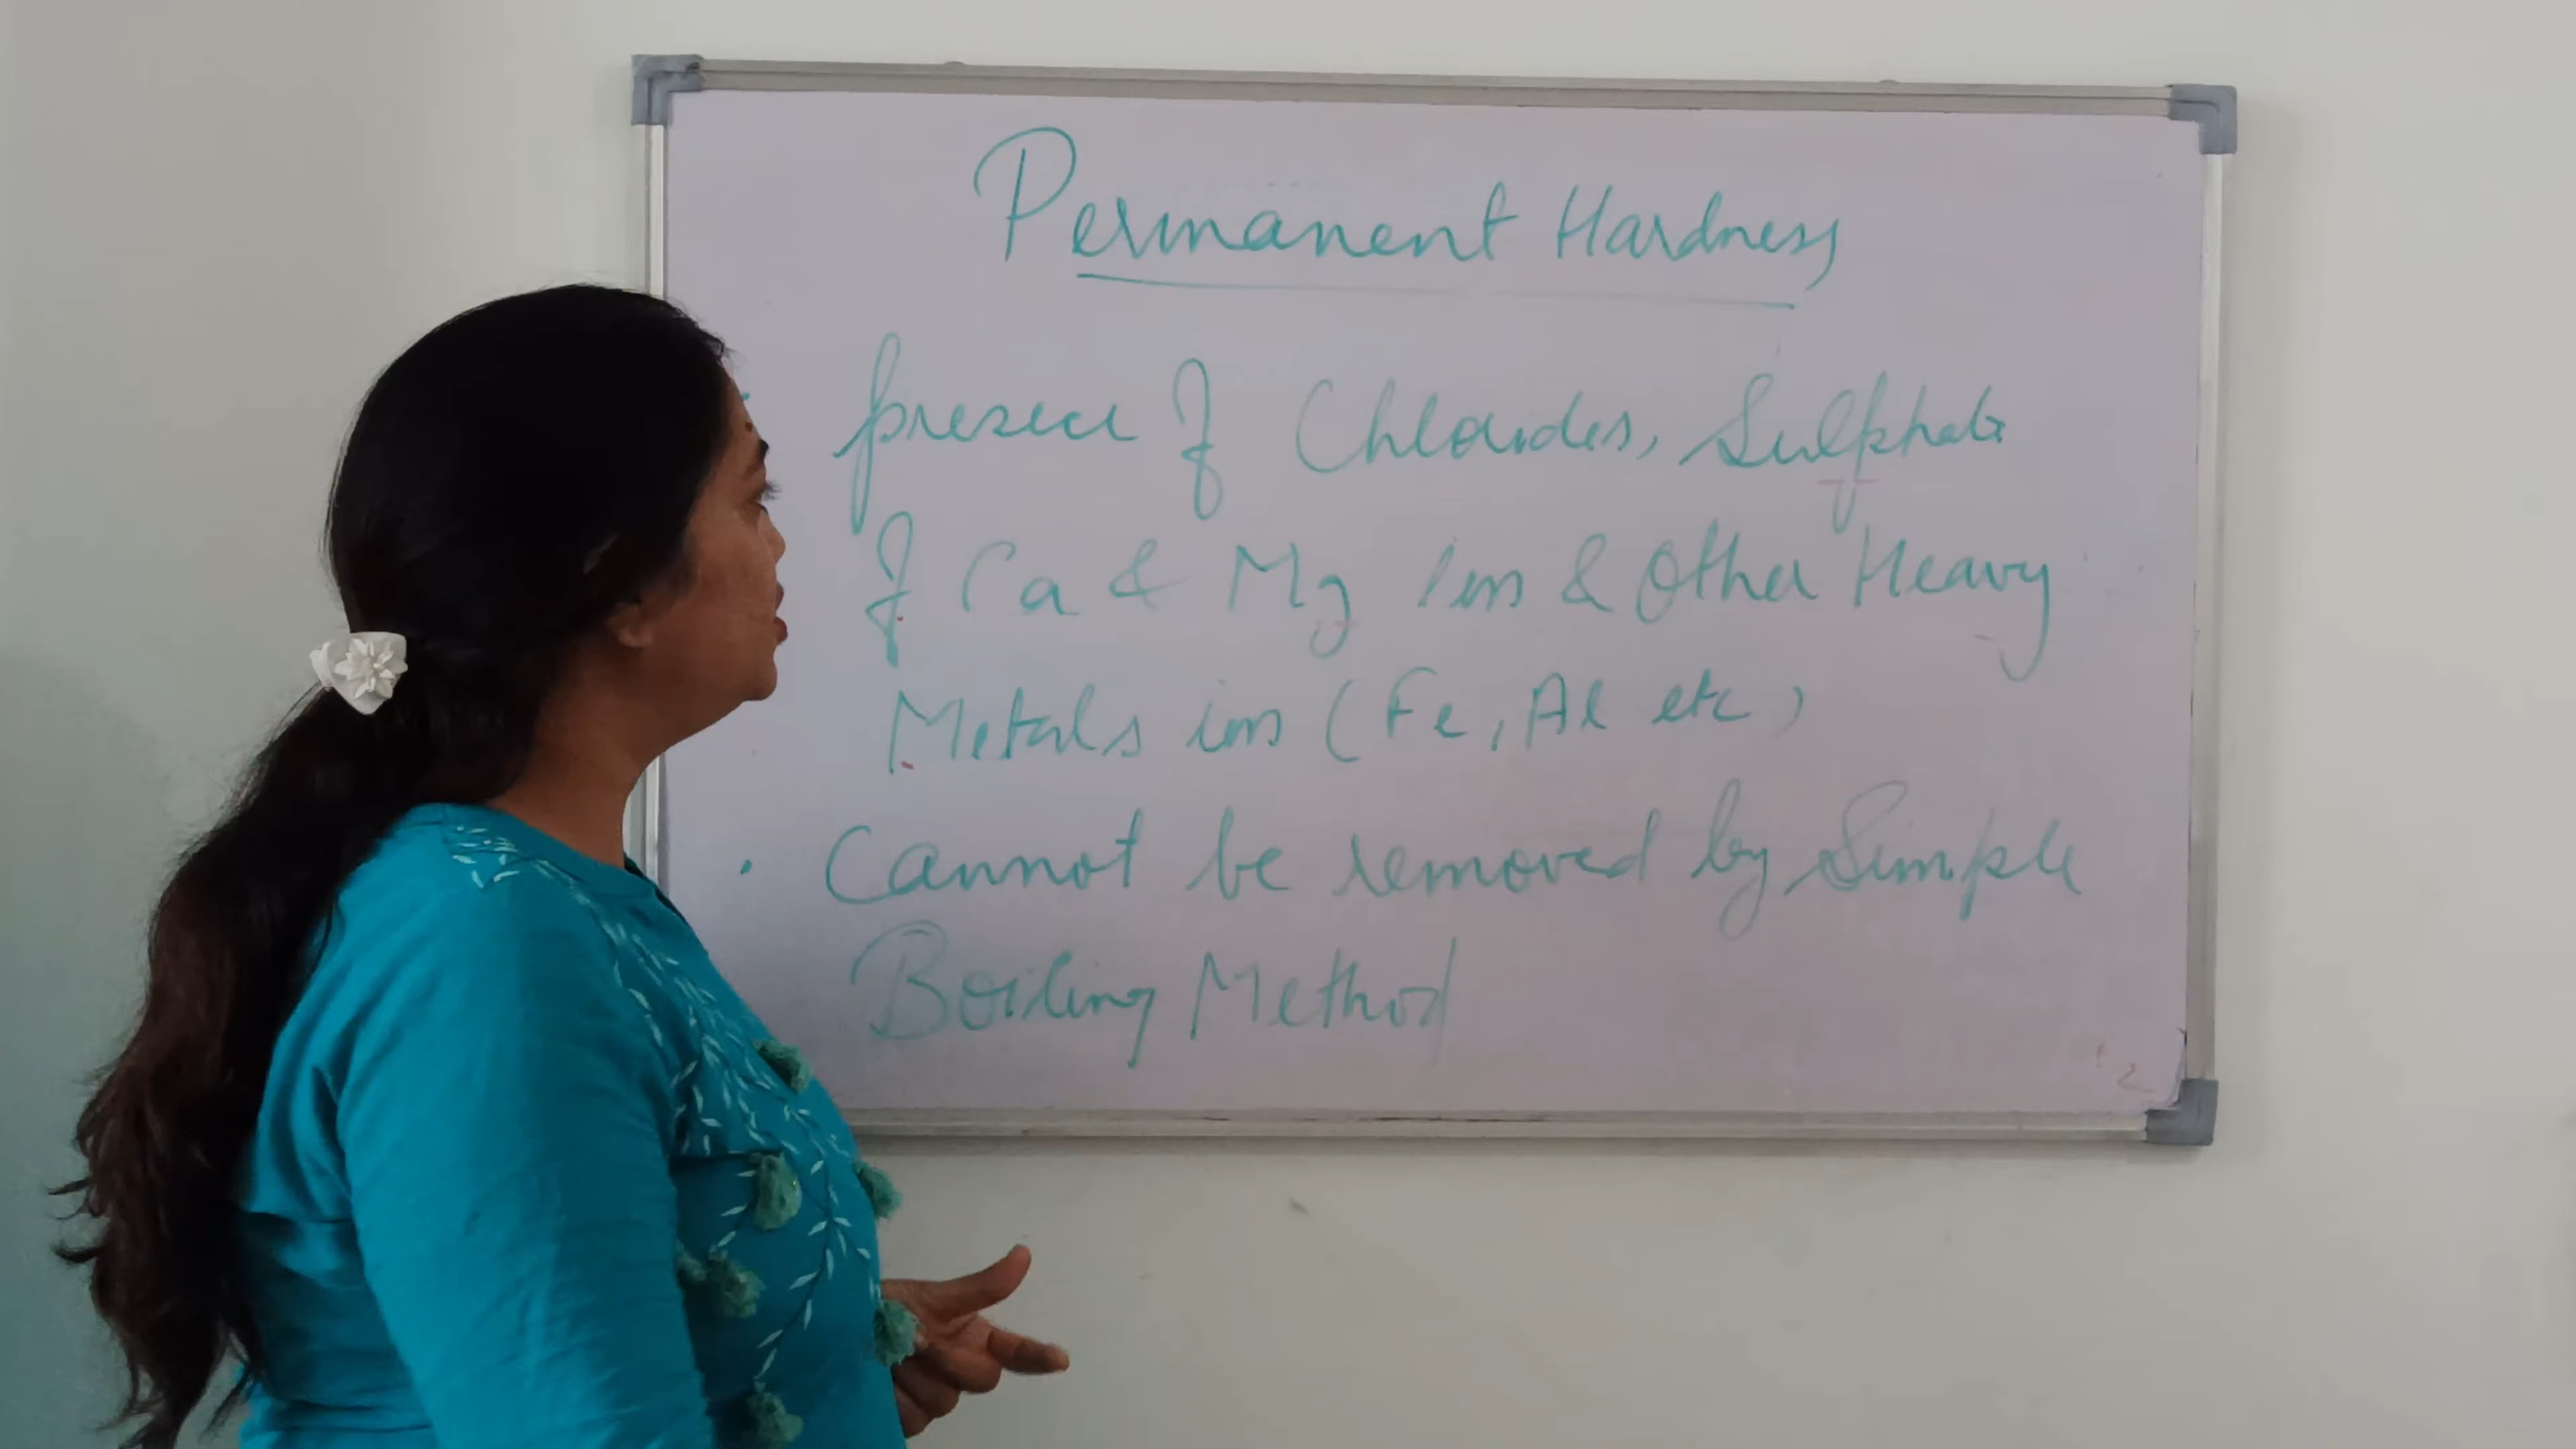 Permanent Hardness
· presence of Chlorides, Sulphate
of Ca & Mg Ions & Other Heavy
Metals ions (Fe, Al etc)
· Cannot be removed by Simple
Boiling Method